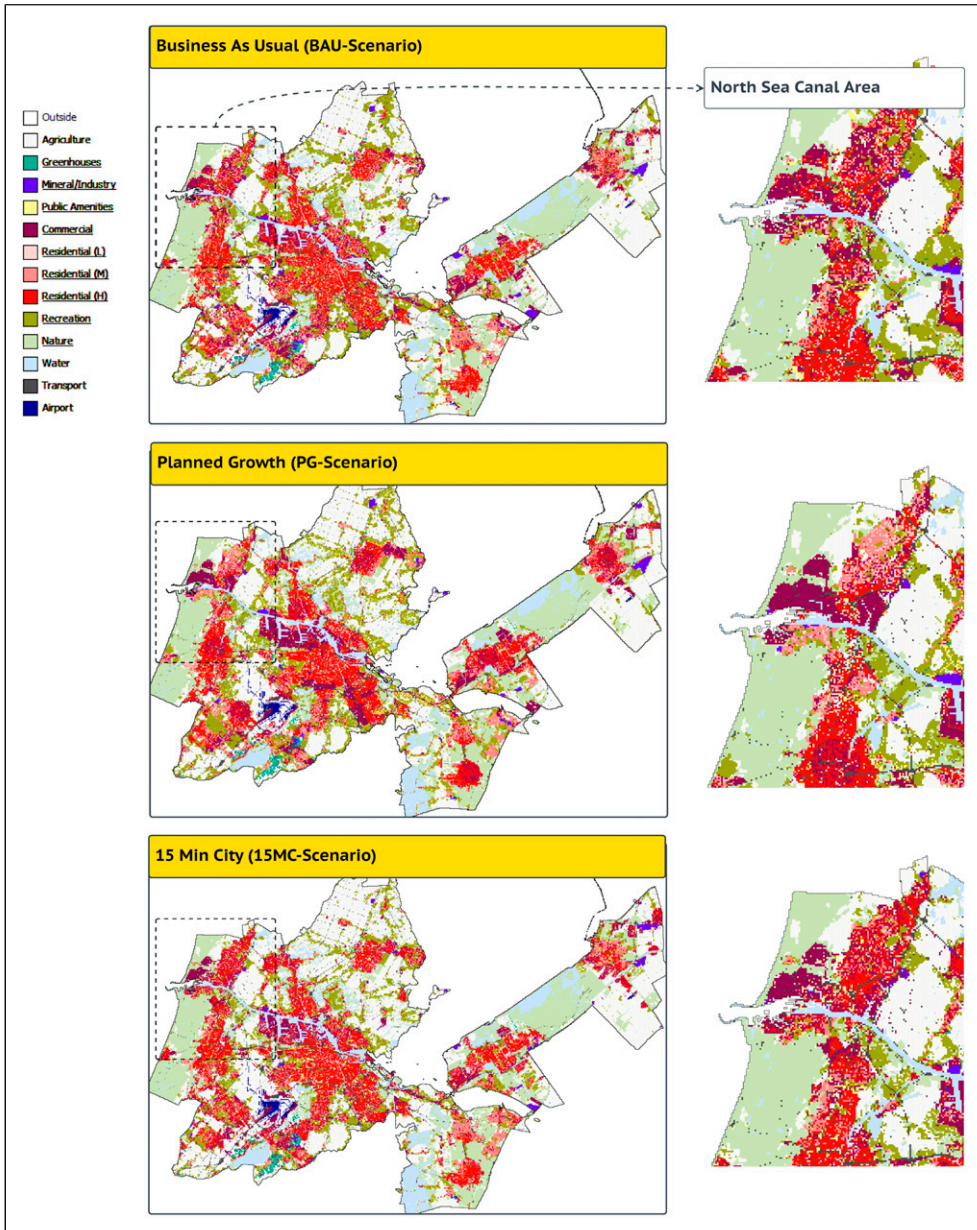 Business As Usual (BAU-Scenario)
North Sea Canal Area
Outside
Agriculture
Greenhouses
Mineral/Industry
Public Amenities
Commercial
Residential (L)
Residential (M)
Residential (H)
Recreation
Nature
Water
Transport
Airport
Planned Growth (PG-Scenario)
15 Min City (15MC-Scenario)